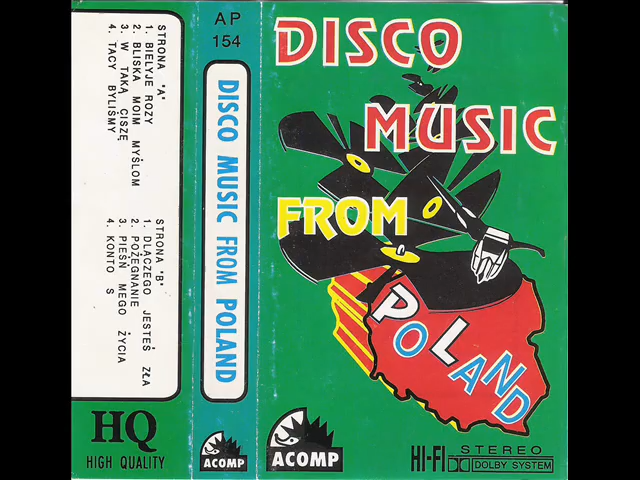 STRONA "A"
1. BIELYJE ROZY
2. BLISKA MOIM MYŚLOM
3. W TAKĄ CISZĘ
4. TACY BYLIŚMY
STRONA "B"
1. DLACZEGO JESTEŚ ZŁA
2. POŻEGNANIE
3. PIEŚŃ MEGO ŻYCIA
4. KONTO S
HQ
HIGH QUALITY
AP
154
DISCO MUSIC FROM POLAND
ACOMP
DISCO
MUSIC
FROM
POLAND
ACOMP
HI-FI STEREO
DOLBY SYSTEM